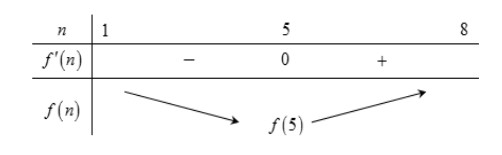 n 1 5 8
f'(n) − 0 +
f(n) f(5)